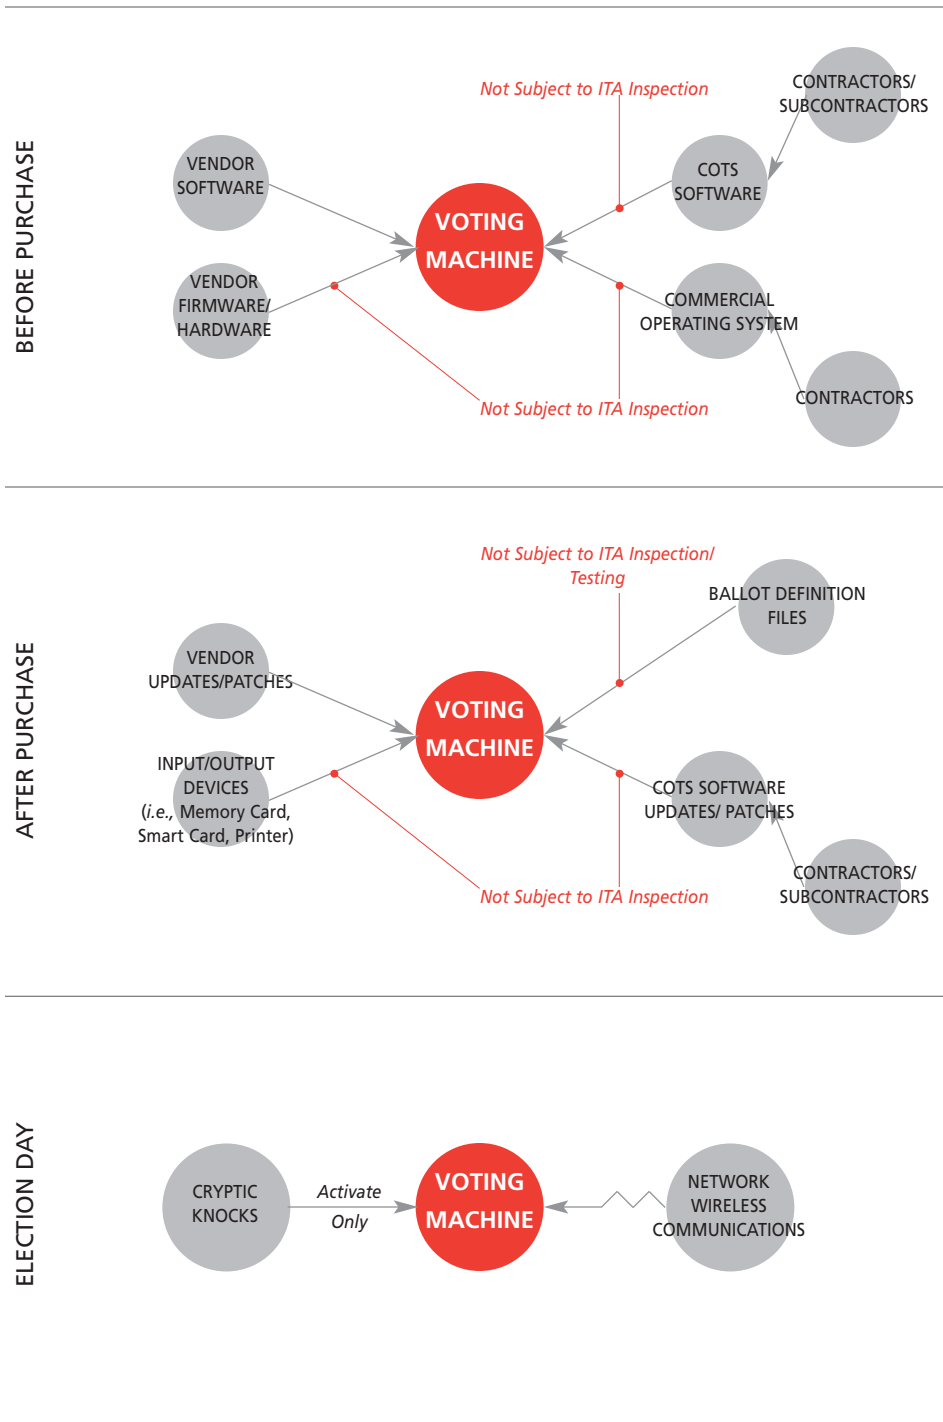 BEFORE PURCHASE
Not Subject to ITA Inspection
CONTRACTORS/
SUBCONTRACTORS
VENDOR
SOFTWARE
COTS
SOFTWARE
VOTING
MACHINE
VENDOR
FIRMWARE/
HARDWARE
COMMERCIAL
OPERATING SYSTEM
CONTRACTORS
Not Subject to ITA Inspection
AFTER PURCHASE
Not Subject to ITA Inspection/
Testing
BALLOT DEFINITION
FILES
VENDOR
UPDATES/PATCHES
VOTING
MACHINE
INPUT/OUTPUT
DEVICES
(i.e., Memory Card,
Smart Card, Printer)
COTS SOFTWARE
UPDATES/ PATCHES
CONTRACTORS/
SUBCONTRACTORS
Not Subject to ITA Inspection
ELECTION DAY
CRYPTIC
KNOCKS
Activate
Only
VOTING
MACHINE
NETWORK
WIRELESS
COMMUNICATIONS